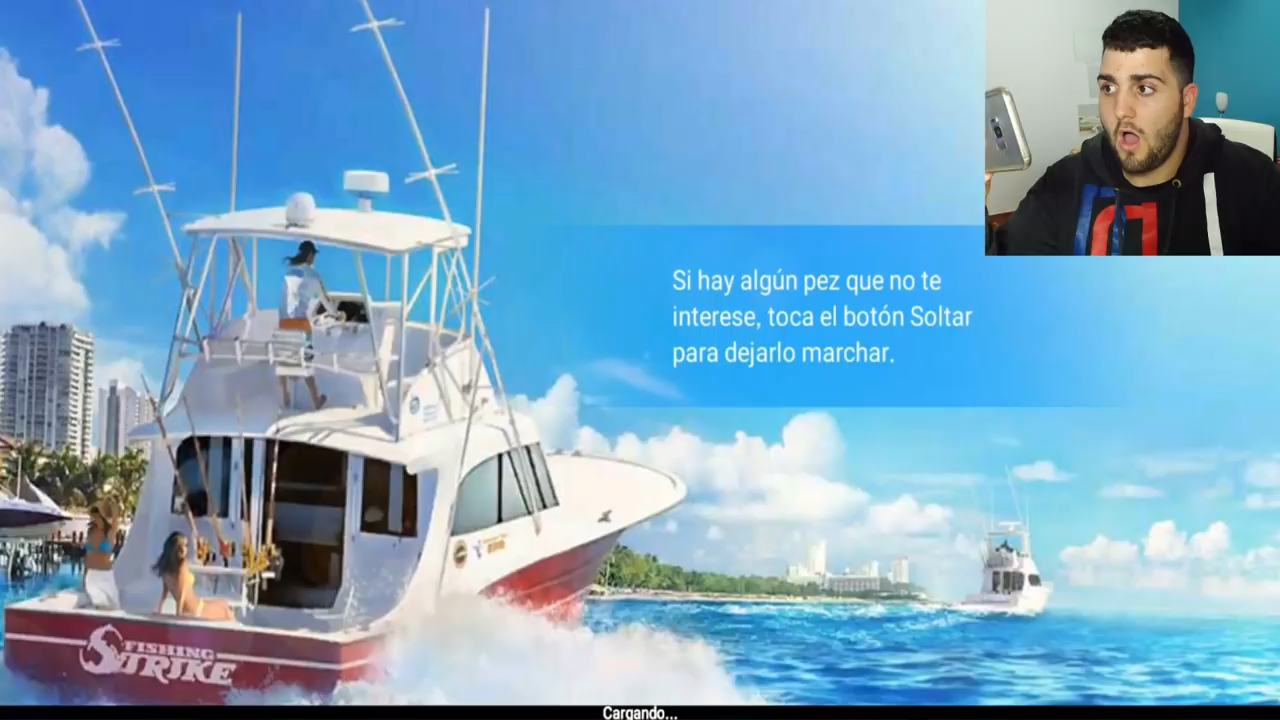 Si hay algún pez que no te
interese, toca el botón Soltar
para dejarlo marchar.
FISHING
STRIKE
Cargando...